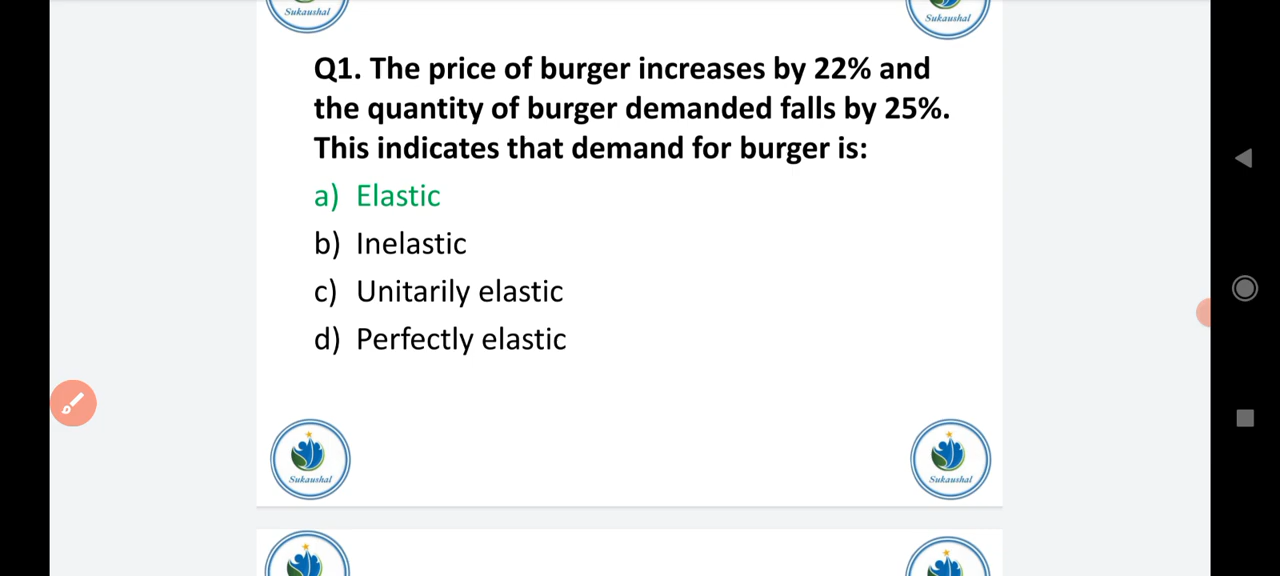 Sukaushal
Sukaushal
Q1. The price of burger increases by 22% and
the quantity of burger demanded falls by 25%.
This indicates that demand for burger is:
a) Elastic
b) Inelastic
c) Unitarily elastic
d) Perfectly elastic
Sukaushal
Sukaushal